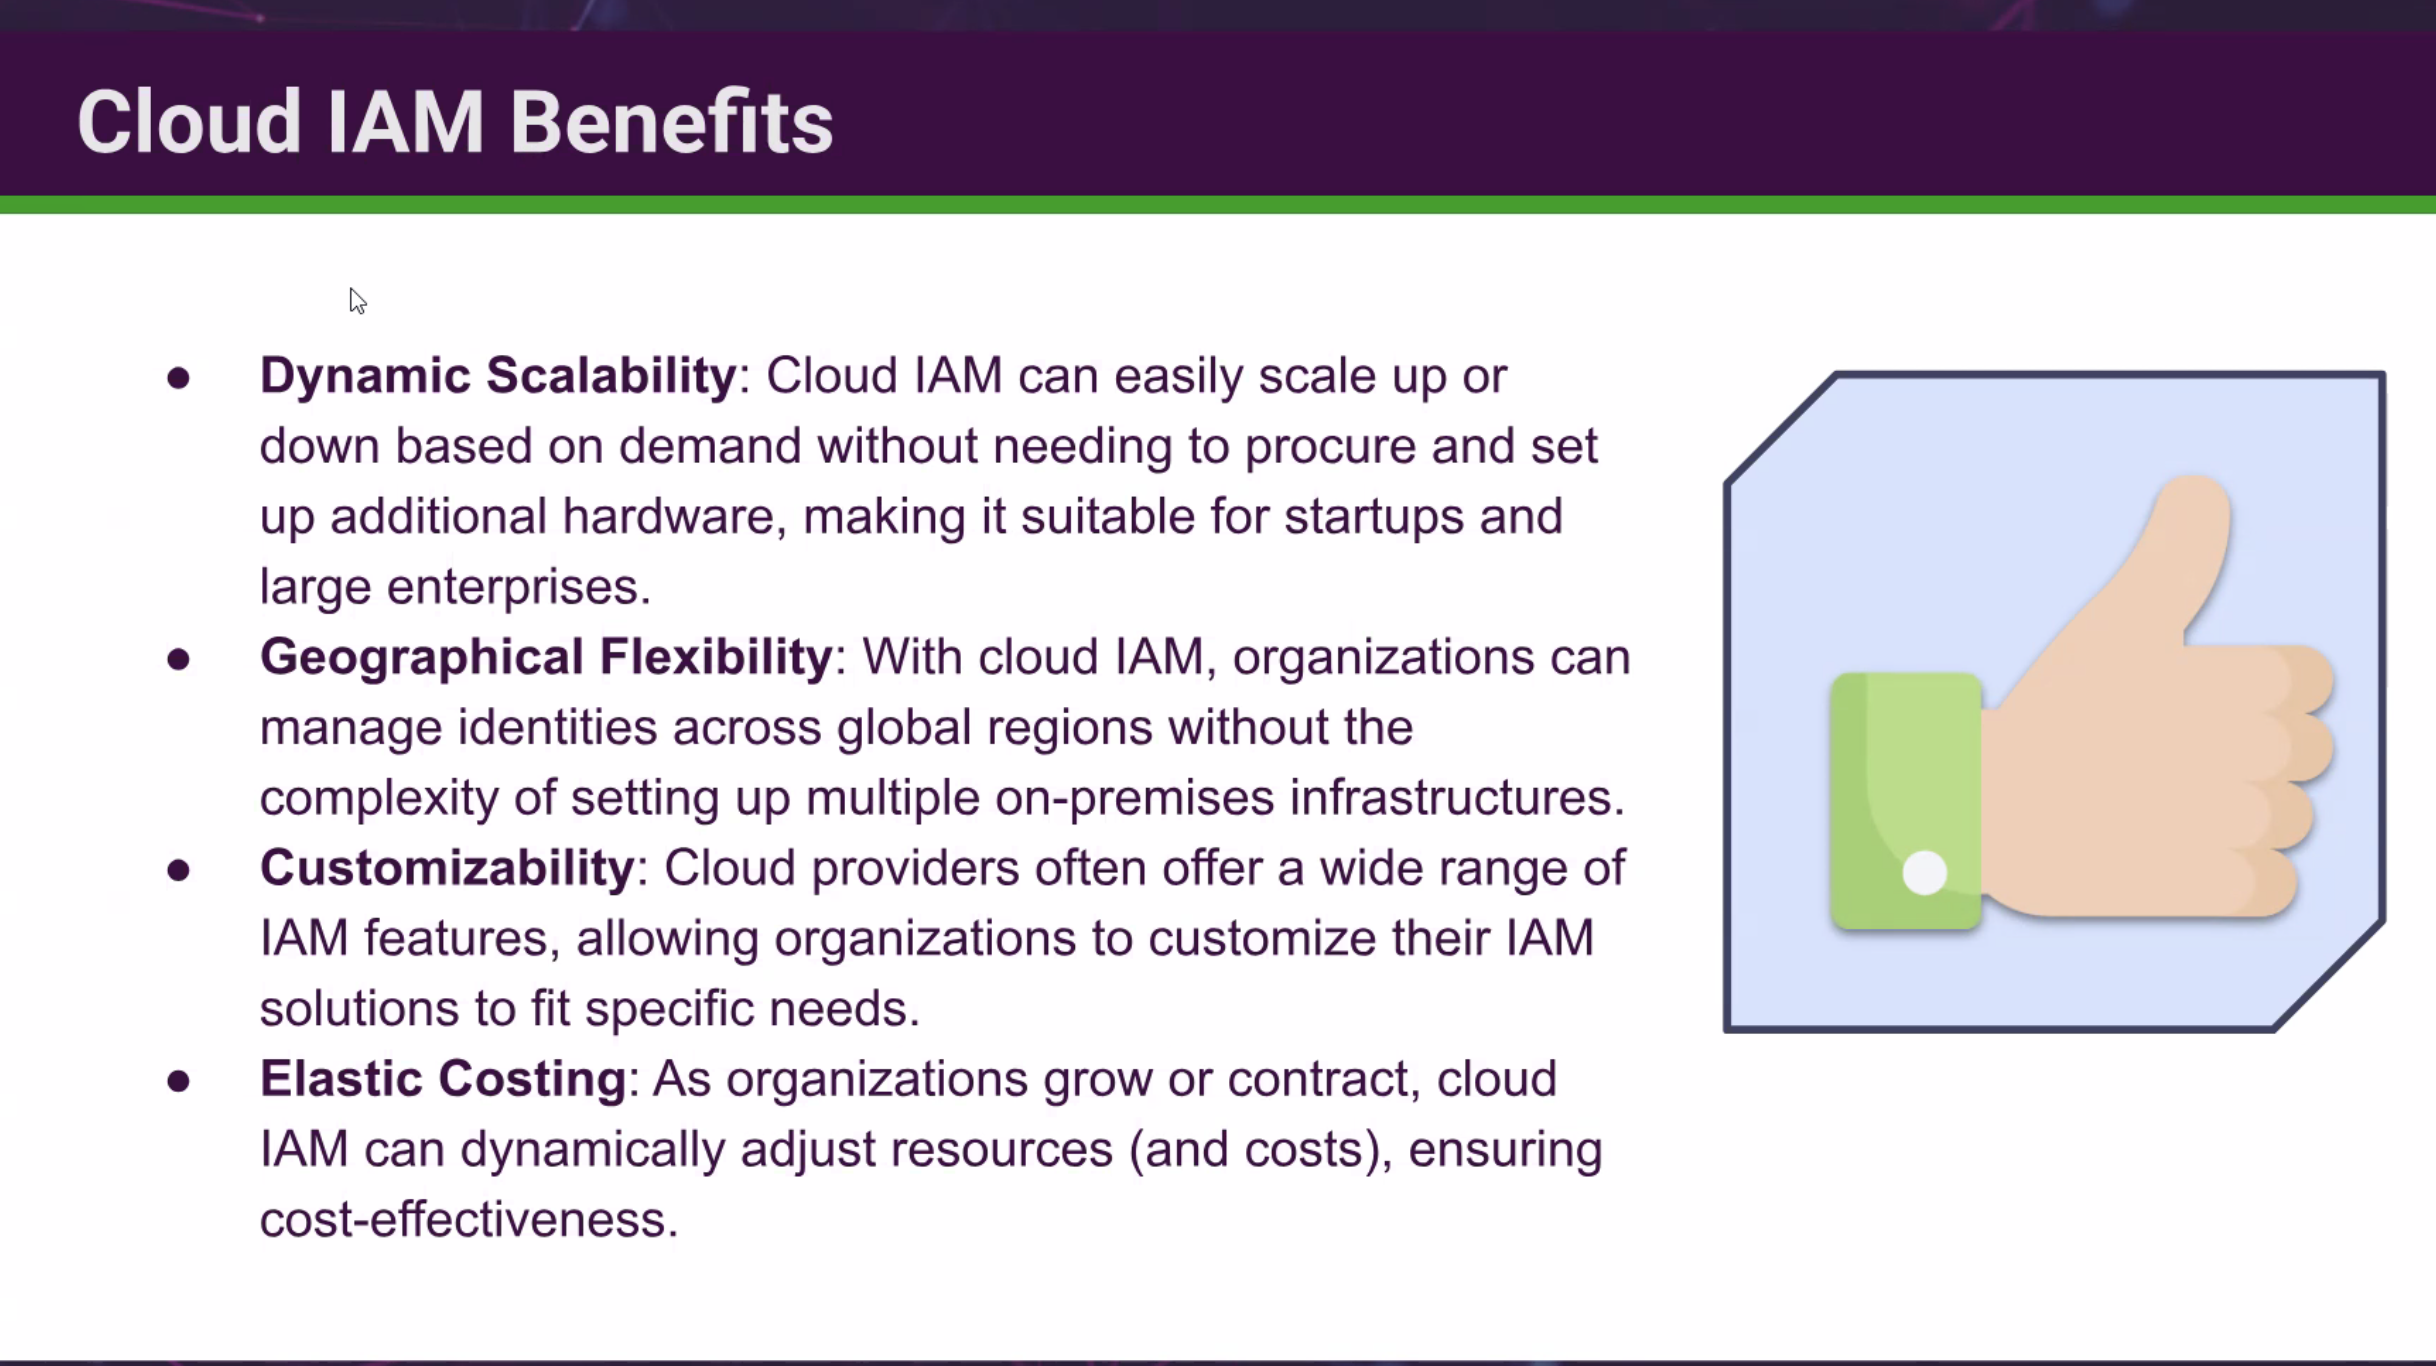 Cloud IAM Benefits
● Dynamic Scalability: Cloud IAM can easily scale up or
down based on demand without needing to procure and set
up additional hardware, making it suitable for startups and
large enterprises.
● Geographical Flexibility: With cloud IAM, organizations can
manage identities across global regions without the
complexity of setting up multiple on-premises infrastructures.
● Customizability: Cloud providers often offer a wide range of
IAM features, allowing organizations to customize their IAM
solutions to fit specific needs.
● Elastic Costing: As organizations grow or contract, cloud
IAM can dynamically adjust resources (and costs), ensuring
cost-effectiveness.